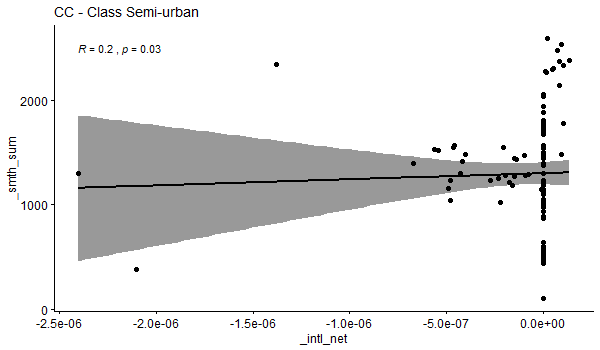 CC - Class Semi-urban
R = 0.2 , p = 0.03
_smth_sum
2000
1000
0
-2.5e-06 -2.0e-06 -1.5e-06 -1.0e-06 -5.0e-07 0.0e+00
_intl_net